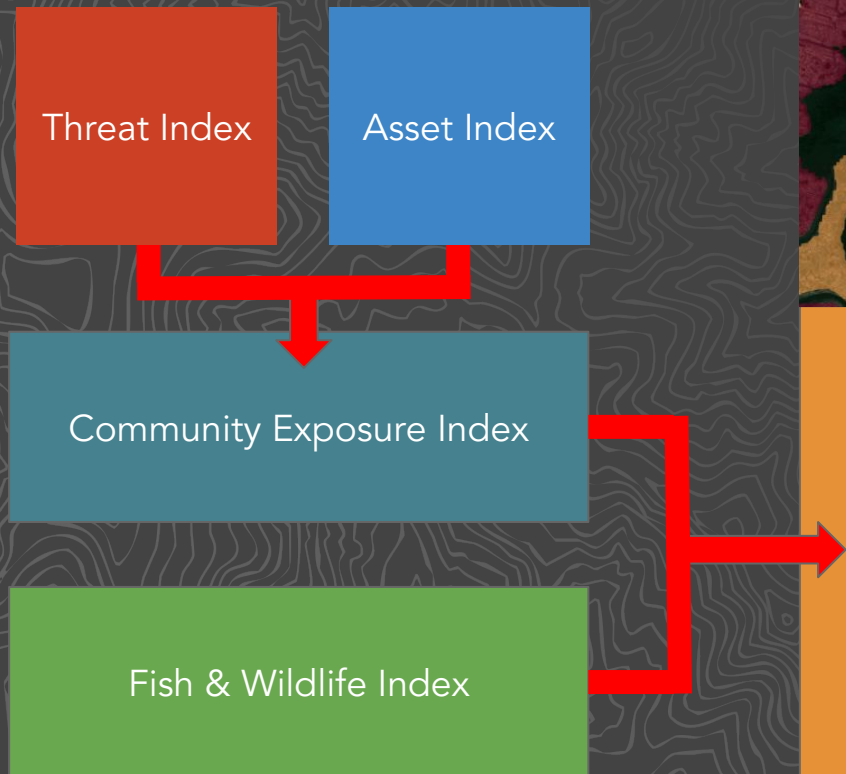 Threat Index
Asset Index
Community Exposure Index
Fish & Wildlife Index